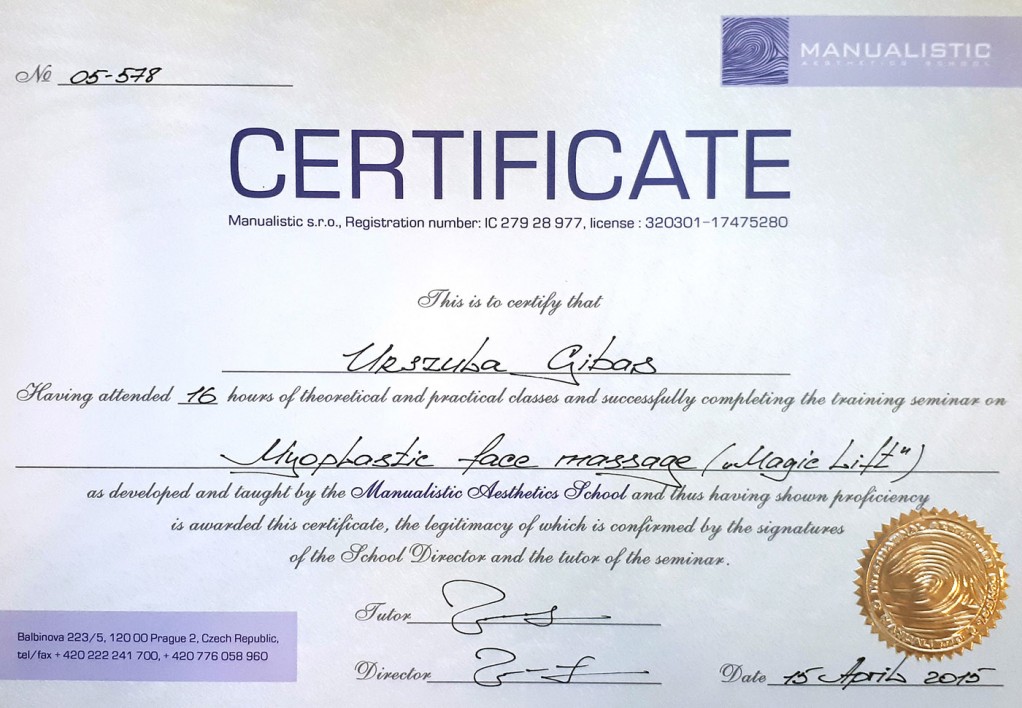 № 05-578
MANUALISTIC
AESTHETICS SCHOOL
CERTIFICATE
Manualistic s.r.o., Registration number: IC 279 28 977, license : 320301-17475280
This is to certify that
Urszula Gibas
Having attended 16 hours of theoretical and practical classes and successfully completing the training seminar on
Myoplastic face massage („Magic Lift")
as developed and taught by the Manualistic Aesthetics School and thus having shown proficiency
is awarded this certificate, the legitimacy of which is confirmed by the signatures
of the School Director and the tutor of the seminar.
Tutor
Balbinova 223/5, 120 00 Prague 2, Czech Republic,
tel/fax + 420 222 241 700, + 420 776 058 960
Director
Date 15 April 2015